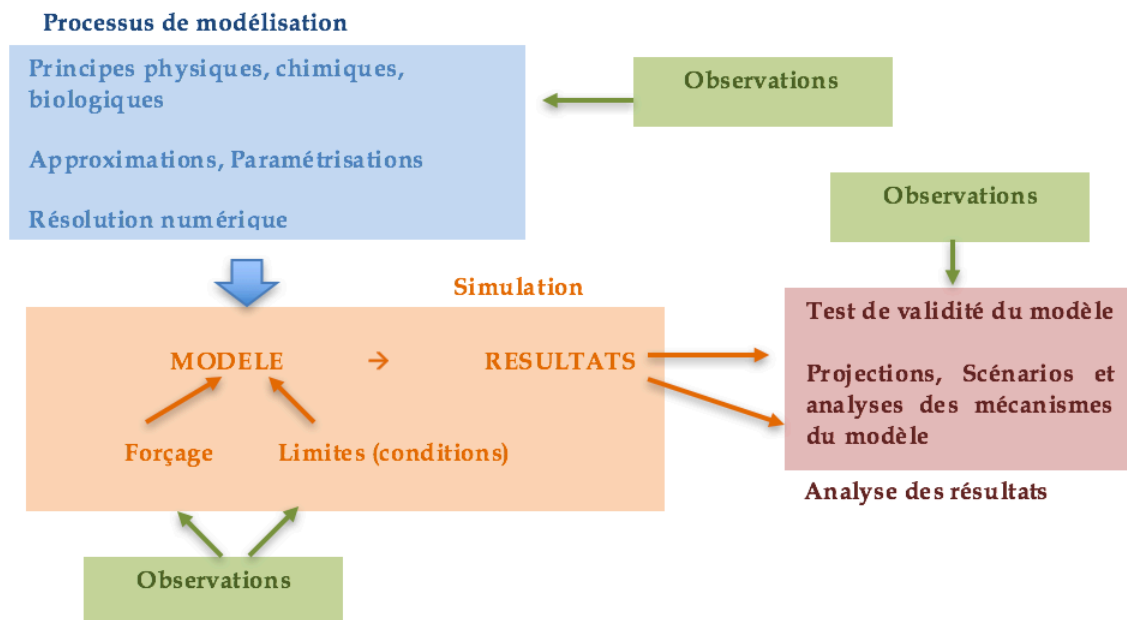 Processus de modélisation
Principes physiques, chimiques,
biologiques
Approximations, Paramétrisations
Résolution numérique
Observations
Observations
Simulation
MODELE → RESULTATS
Forçage Limites (conditions)
Test de validité du modèle
Projections, Scénarios et
analyses des mécanismes
du modèle
Analyse des résultats
Observations